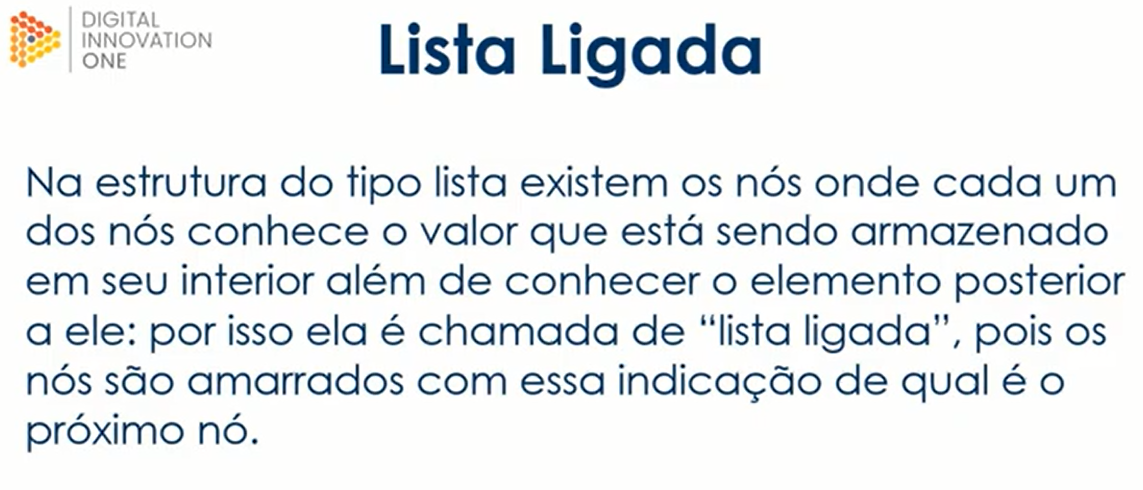 DIGITAL
INNOVATION
ONE
Lista Ligada
Na estrutura do tipo lista existem os nós onde cada um
dos nós conhece o valor que está sendo armazenado
em seu interior além de conhecer o elemento posterior
a ele: por isso ela é chamada de “lista ligada”, pois os
nós são amarrados com essa indicação de qual é o
próximo nó.